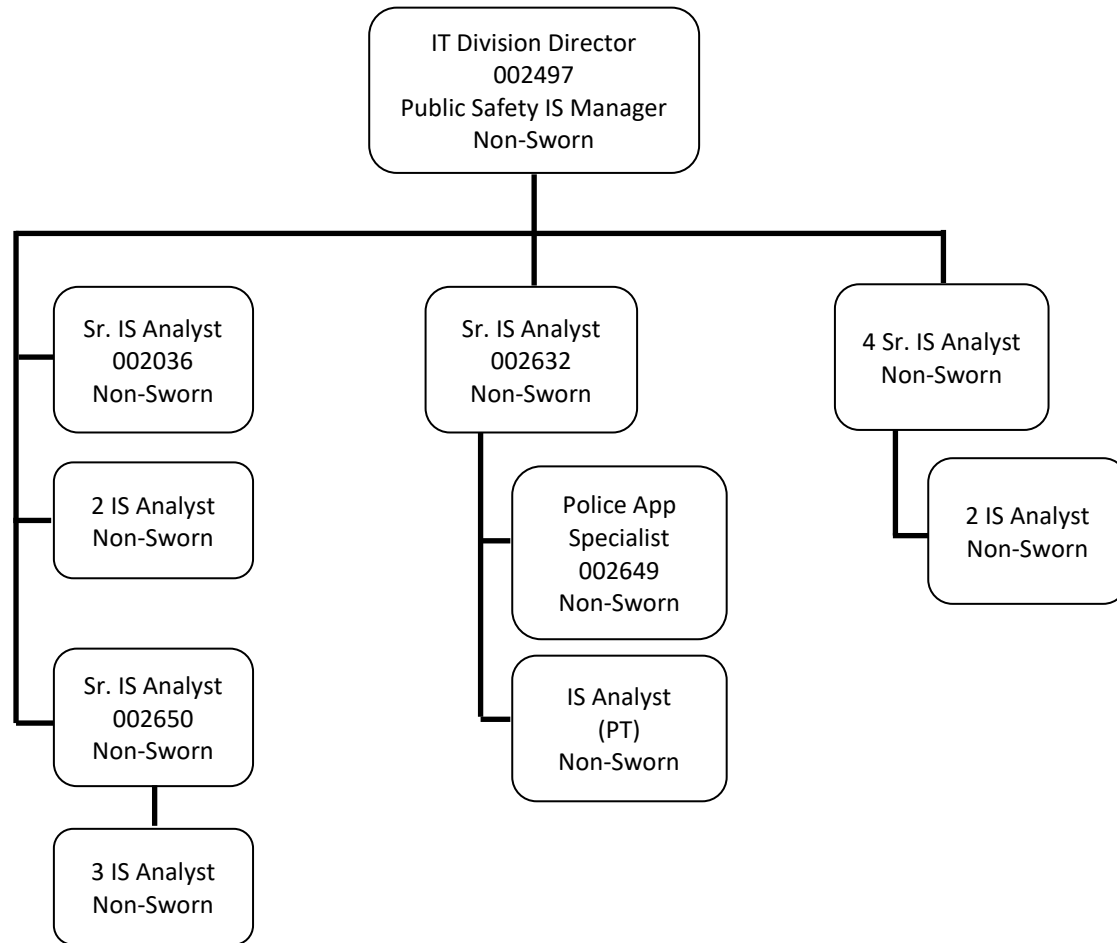 IT Division Director
002497
Public Safety IS Manager
Non-Sworn
Sr. IS Analyst
002036
Non-Sworn
2 IS Analyst
Non-Sworn
Sr. IS Analyst
002650
Non-Sworn
3 IS Analyst
Non-Sworn
Sr. IS Analyst
002632
Non-Sworn
Police App
Specialist
002649
Non-Sworn
IS Analyst
(PT)
Non-Sworn
4 Sr. IS Analyst
Non-Sworn
2 IS Analyst
Non-Sworn